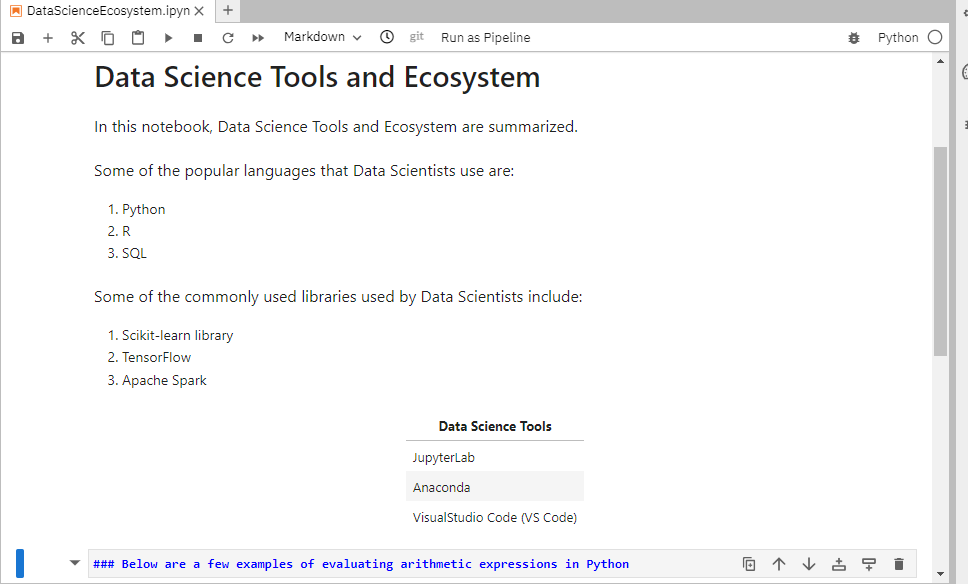 DataScienceEcosystem.ipyn
Markdown
git
Run as Pipeline
Python
Data Science Tools and Ecosystem
In this notebook, Data Science Tools and Ecosystem are summarized.
Some of the popular languages that Data Scientists use are:
1. Python
2. R
3. SQL
Some of the commonly used libraries used by Data Scientists include:
1. Scikit-learn library
2. TensorFlow
3. Apache Spark
Data Science Tools
JupyterLab
Anaconda
VisualStudio Code (VS Code)
### Below are a few examples of evaluating arithmetic expressions in Python